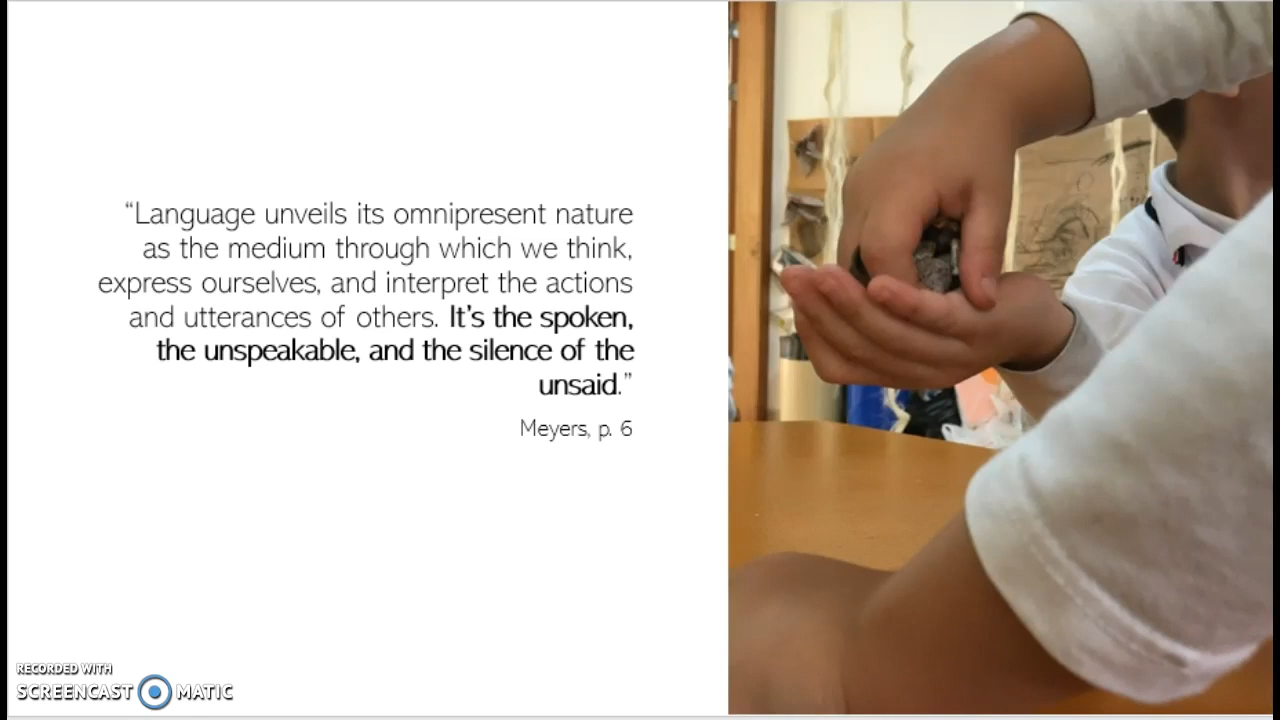 “Language unveils its omnipresent nature
as the medium through which we think,
express ourselves, and interpret the actions
and utterances of others. It’s the spoken,
the unspeakable, and the silence of the
unsaid.”
Meyers, p. 6
RECORDED WITH
SCREENCAST MATIC